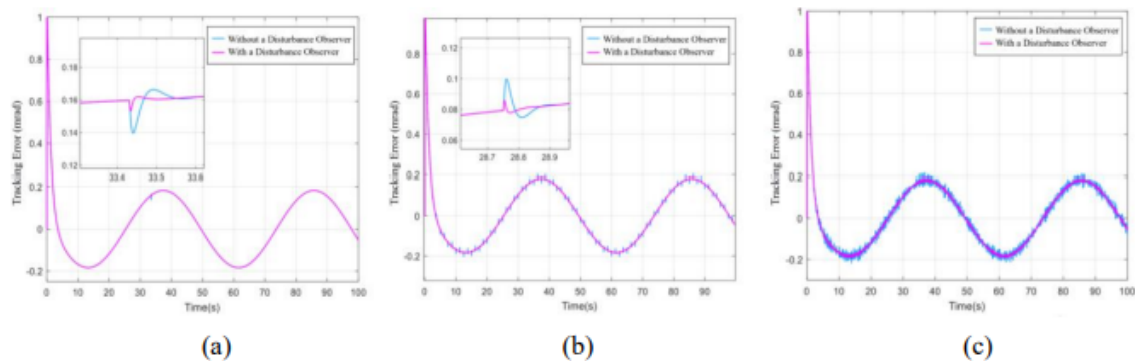 Without a Disturbance Observer
With a Disturbance Observer
0.18
0.16
0.14
0.12
33.4
33.5
33.6
1
0.8
0.6
0.4
0.2
0
-0.2
Tracking Error (mrad)
0 10 20 30 40 50 60 70 80 90 100
Time(s)
(a)
Without a Disturbance Observer
With a Disturbance Observer
0.12
0.1
0.08
0.06
28.7 28.8 28.9
0.8
0.6
0.4
0.2
0
-0.2
Tracking Error (mrad)
0 10 20 30 40 50 60 70 80 90
Time(s)
(b)
Without a Disturbance Observer
With a Disturbance Observer
1
0.8
0.6
0.4
0.2
0
-0.2
Tracking Error (mrad)
0 10 20 30 40 50 60 70 80 90 100
Time(s)
(c)